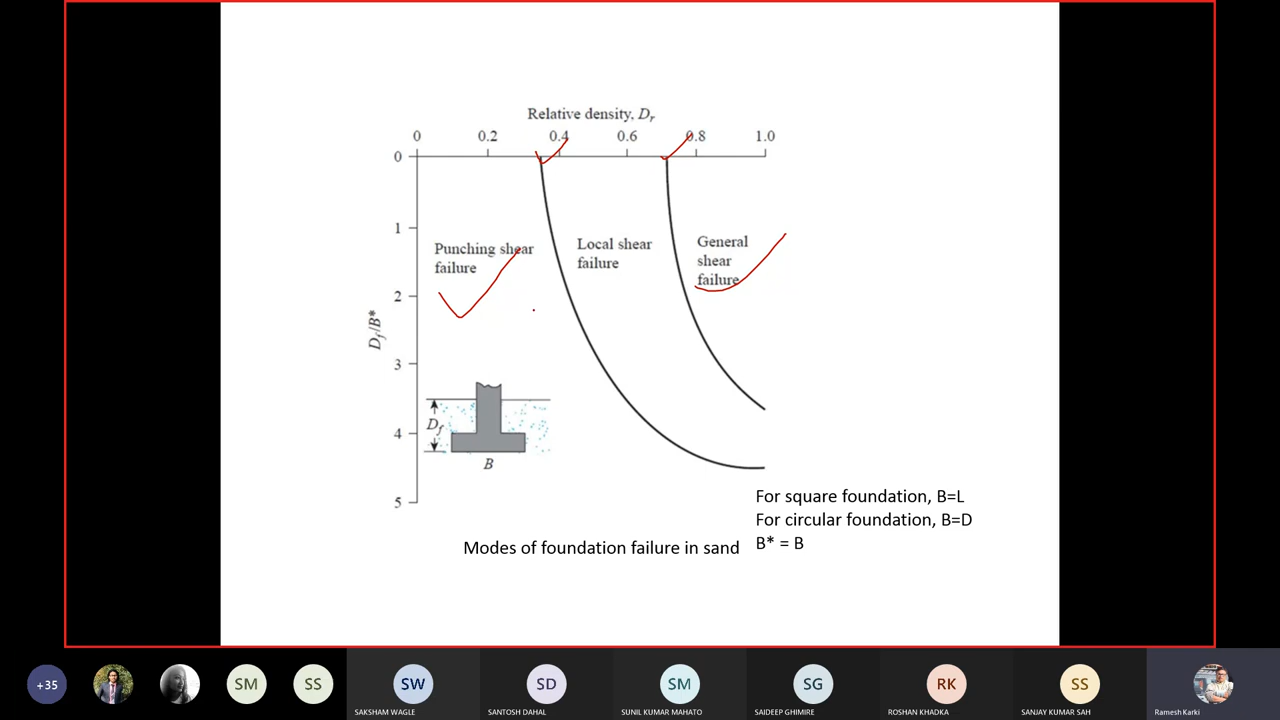 Relative density, Dr
0 0.2 0.4 0.6 0.8 1.0
0
1
Punching shear
failure
Local shear
failure
General
shear
failure
2
Df/B*
3
4
Df
B
5
For square foundation, B=L
For circular foundation, B=D
B* = B
Modes of foundation failure in sand
+35 SM SS SW SD SM SG RK SS
SAKSHAM WAGLE SANTOSH DAHAL SUNIL KUMAR MAHATO SAIDEEP GHIMIRE ROSHAN KHADKA SANJAY KUMAR SAH Ramesh Karki